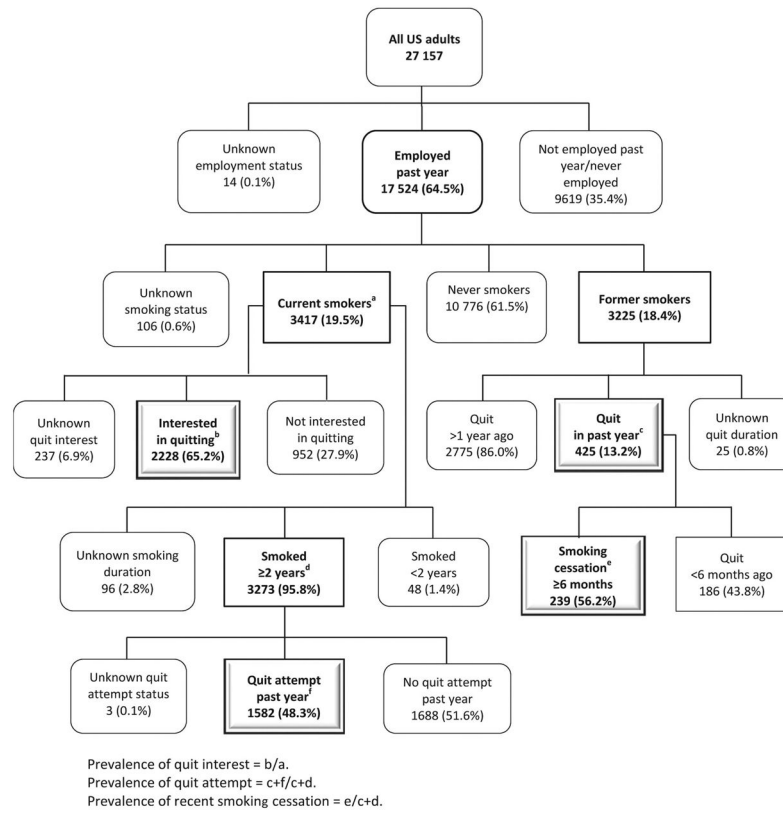 All US adults
27 157
Unknown
employment status
14 (0.1%)
Employed
past year
17 524 (64.5%)
Not employed past
year/never
employed
9619 (35.4%)
Unknown
smoking status
106 (0.6%)
Current smokersᵃ
3417 (19.5%)
Never smokers
10 776 (61.5%)
Former smokers
3225 (18.4%)
Unknown
quit interest
237 (6.9%)
Interested
in quittingᵇ
2228 (65.2%)
Not interested
in quitting
952 (27.9%)
Quit
>1 year ago
2775 (86.0%)
Quit
in past yearᶜ
425 (13.2%)
Unknown
quit duration
25 (0.8%)
Unknown smoking
duration
96 (2.8%)
Smoked
≥2 yearsᵈ
3273 (95.8%)
Smoked
<2 years
48 (1.4%)
Smoking
cessationᵉ
≥6 months
239 (56.2%)
Quit
<6 months ago
186 (43.8%)
Unknown quit
attempt status
3 (0.1%)
Quit attempt
past yearᶠ
1582 (48.3%)
No quit attempt
past year
1688 (51.6%)
Prevalence of quit interest = b/a.
Prevalence of quit attempt = c+f/c+d.
Prevalence of recent smoking cessation = e/c+d.